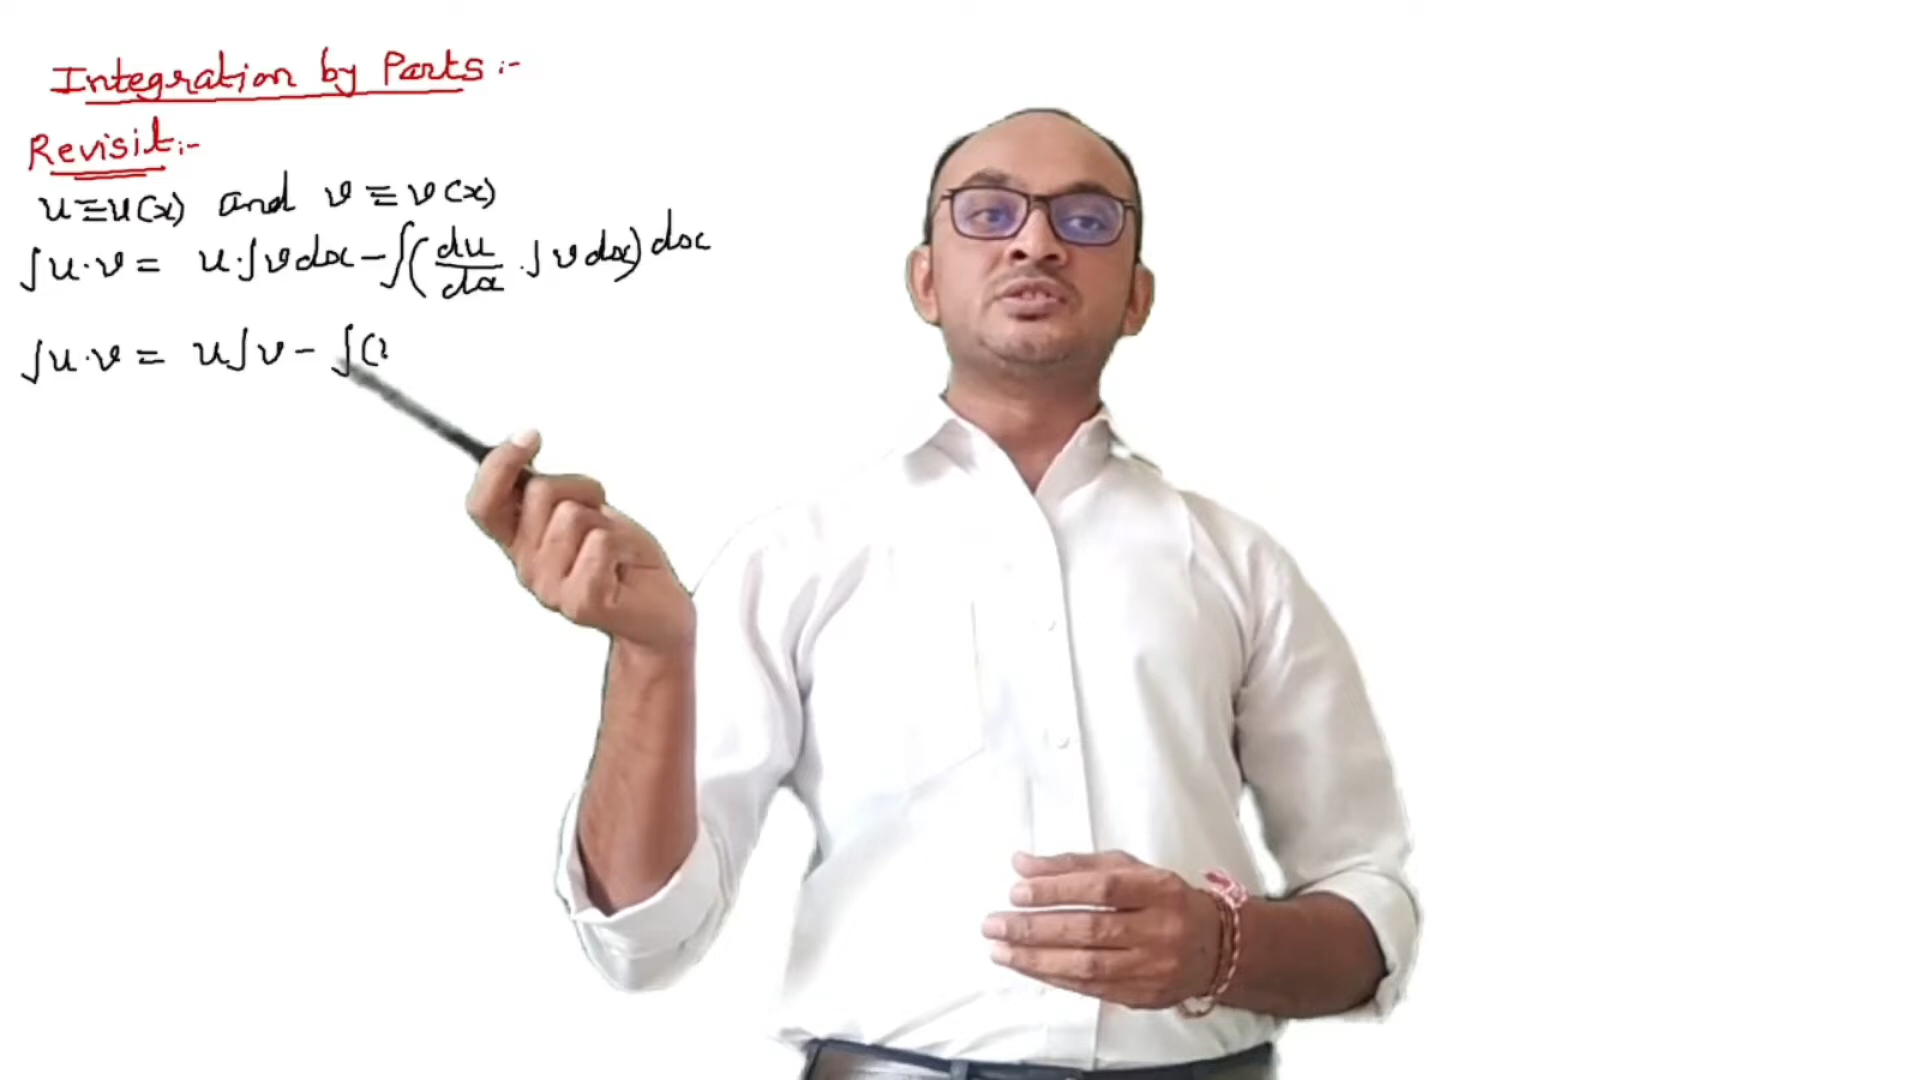 Integration by Parts :-
Revisit :-
u ≡ u(x) and v ≡ v(x)
∫u·v = u·∫v dx - ∫(du/dx · ∫v dx) dx
∫u·v = u∫v - ∫(